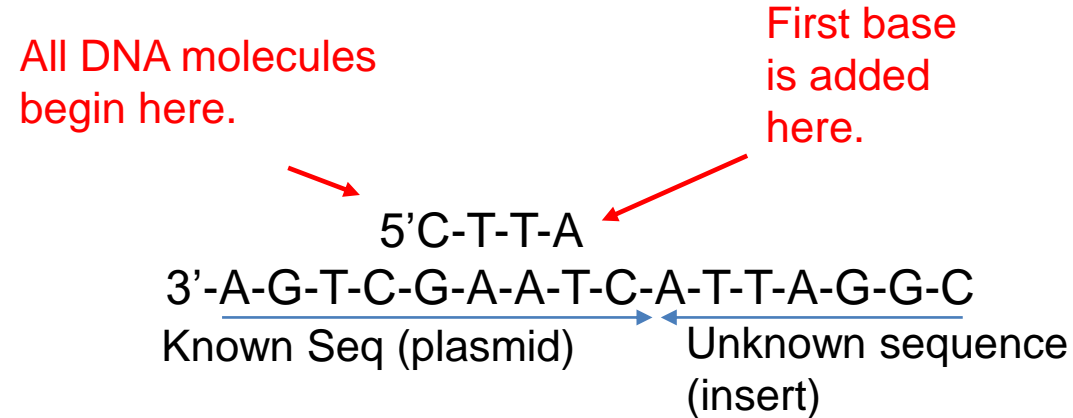 All DNA molecules
begin here.
First base
is added
here.
5'C-T-T-A
3'-A-G-T-C-G-A-A-T-C-A-T-T-A-G-G-C
Known Seq (plasmid)
Unknown sequence
(insert)